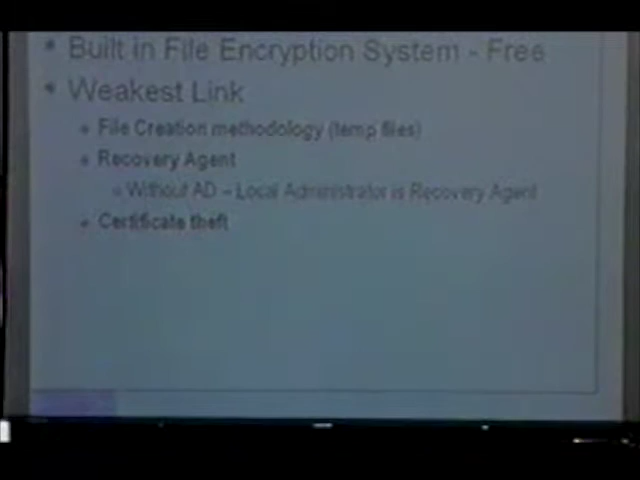 • Built in File Encryption System - Free
• Weakest Link
• File Creation methodology (temp files)
• Recovery Agent
• Without AD – Local Administrator is Recovery Agent
• Certificate theft